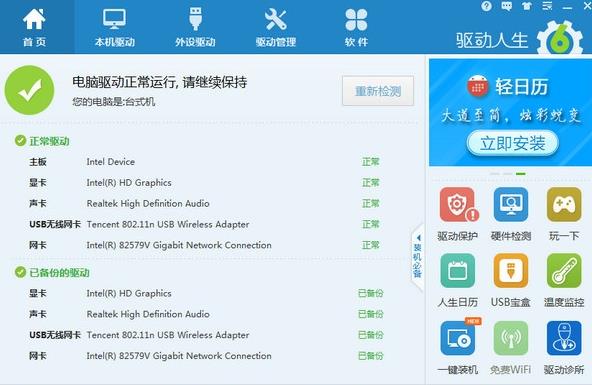 首 页
本机驱动
外设驱动
驱动管理
软 件
驱动人生 6
电脑驱动正常运行, 请继续保持
您的电脑是:台式机
重新检测
正常驱动
主板 Intel Device 正常
显卡 Intel(R) HD Graphics 正常
声卡 Realtek High Definition Audio 正常
USB无线网卡 Tencent 802.11n USB Wireless Adapter 正常
网卡 Intel(R) 82579V Gigabit Network Connection 正常
已备份的驱动
显卡 Intel(R) HD Graphics 已备份
声卡 Realtek High Definition Audio 已备份
USB无线网卡 Tencent 802.11n USB Wireless Adapter 已备份
网卡 Intel(R) 82579V Gigabit Network Connection 已备份
装机必备
轻日历
大道至简，炫彩蜕变
立即安装
驱动保护 硬件检测 玩一下
人生日历 USB宝盒 温度监控
NEW
一键装机 免费WiFi 驱动诊所